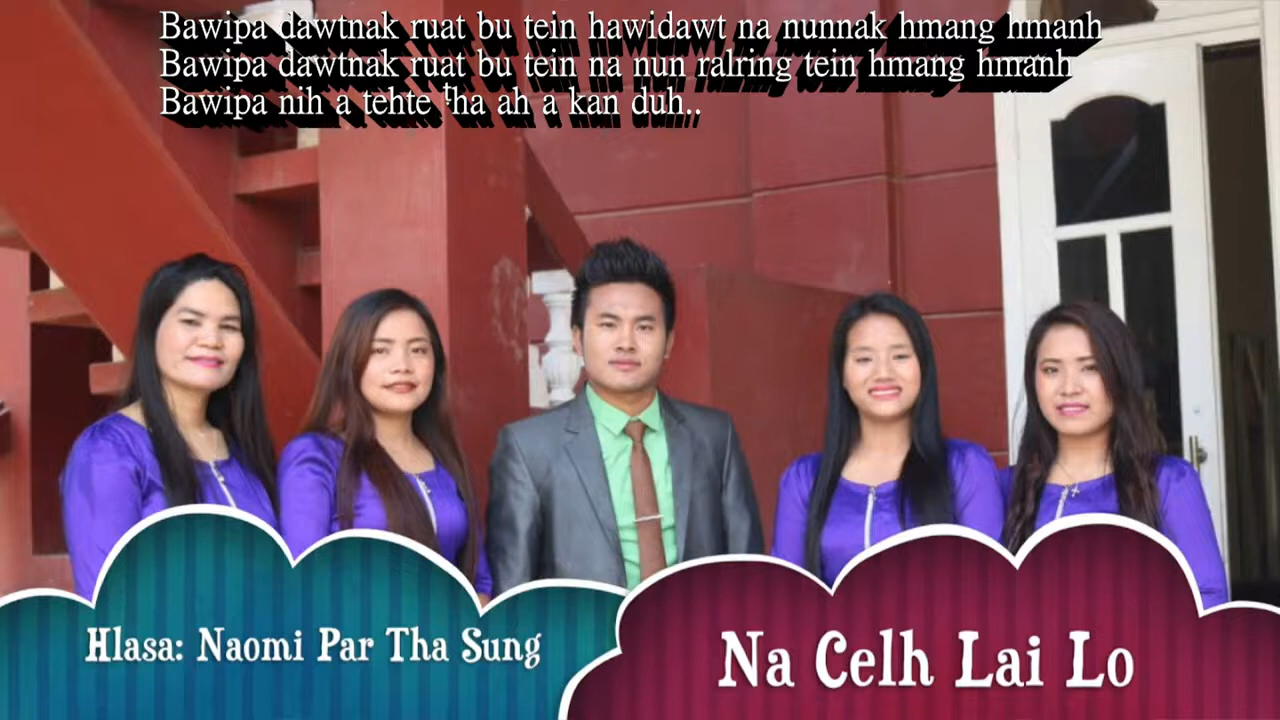 Bawipa dawtnak ruat bu tein hawidawt na nunnak hmang hmanh
Bawipa dawtnak ruat bu tein na nun ralring tein hmang hmanh
Bawipa nih a tehte ṭha ah a kan duh..
Hlasa: Naomi Par Tha Sung
Na Celh Lai Lo